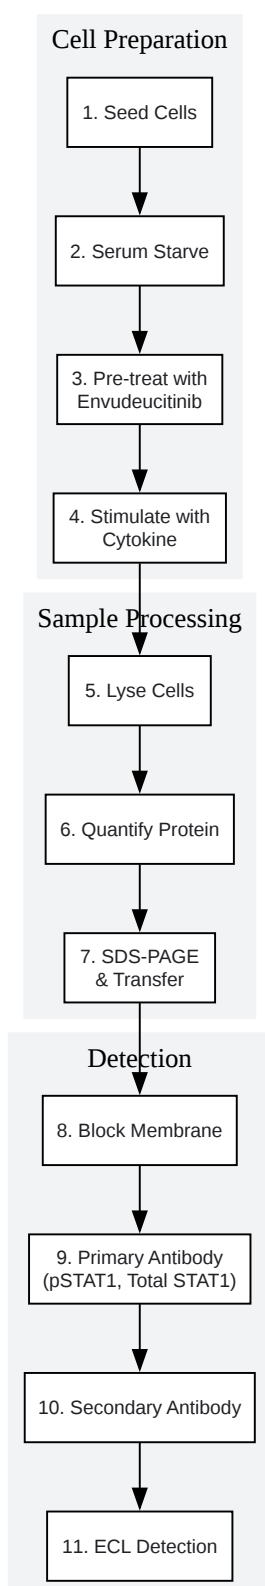 Cell Preparation
1. Seed Cells
2. Serum Starve
3. Pre-treat with
Envudeucitinib
4. Stimulate with
Cytokine
Sample Processing
5. Lyse Cells
6. Quantify Protein
7. SDS-PAGE
& Transfer
Detection
8. Block Membrane
9. Primary Antibody
(pSTAT1, Total STAT1)
10. Secondary Antibody
11. ECL Detection